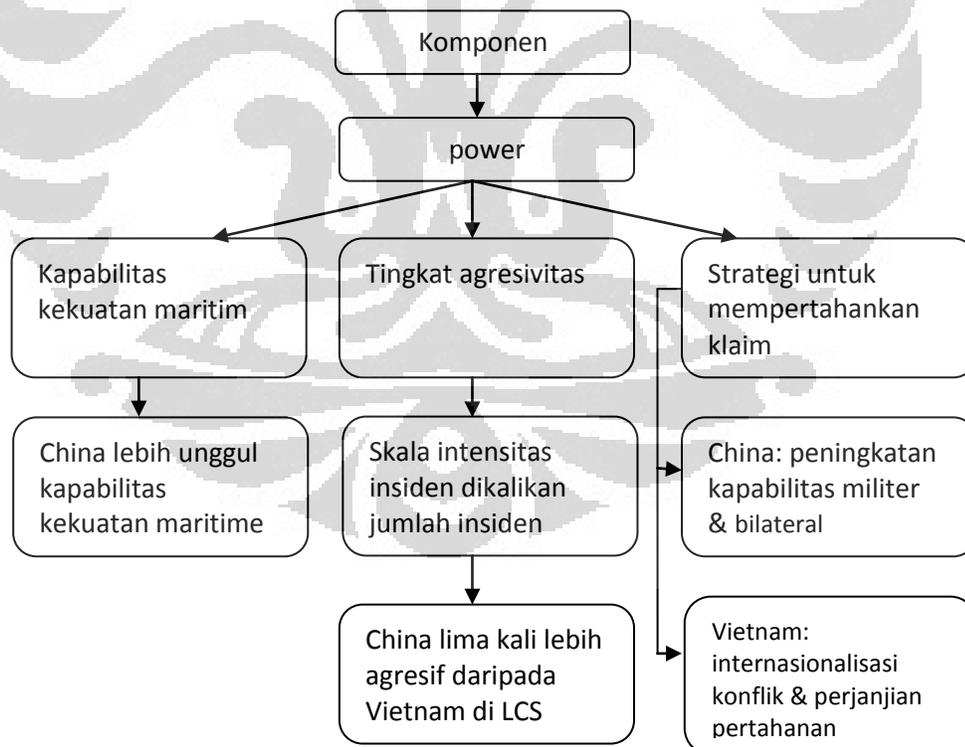 Komponen
power
Kapabilitas
kekuatan maritim
Tingkat agresivitas
Strategi untuk
mempertahankan
klaim
China lebih unggul
kapabilitas
kekuatan maritime
Skala intensitas
insiden dikalikan
jumlah insiden
China: peningkatan
kapabilitas militer
& bilateral
China lima kali lebih
agresif daripada
Vietnam di LCS
Vietnam:
internasionalisasi
konflik & perjanjian
pertahanan